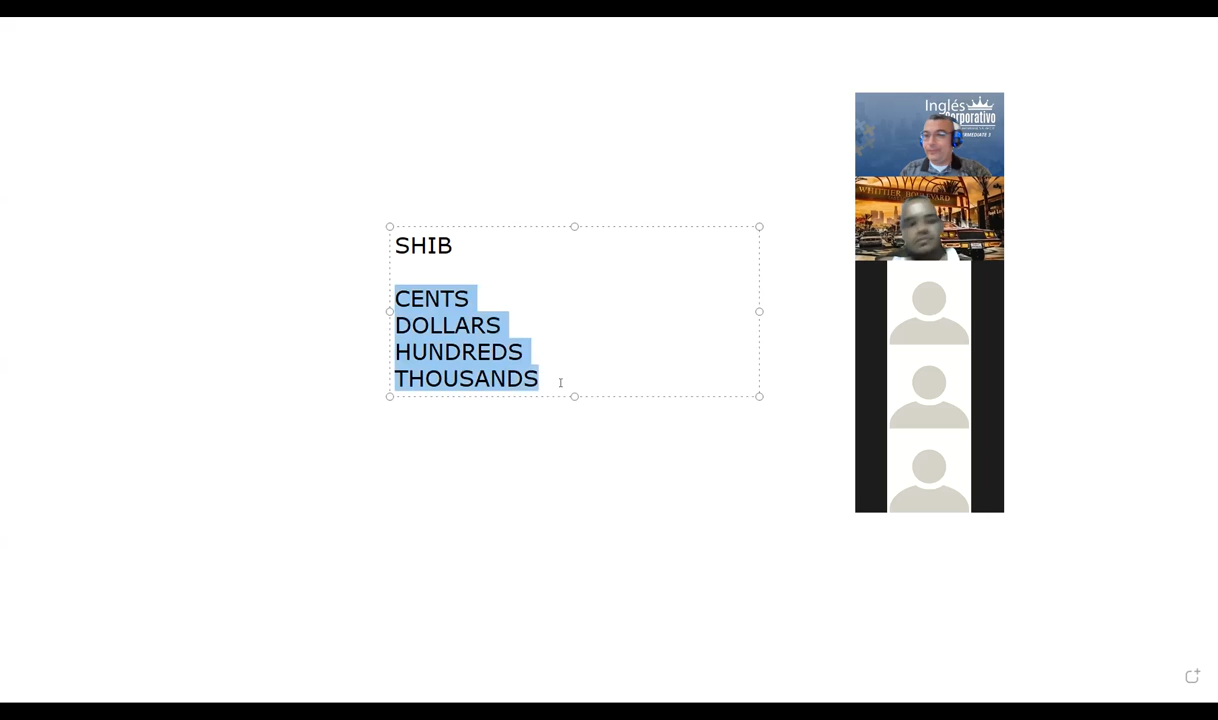 SHIB
CENTS
DOLLARS
HUNDREDS
THOUSANDS
Inglés
Corporativo
WHITTIER BOULEVARD